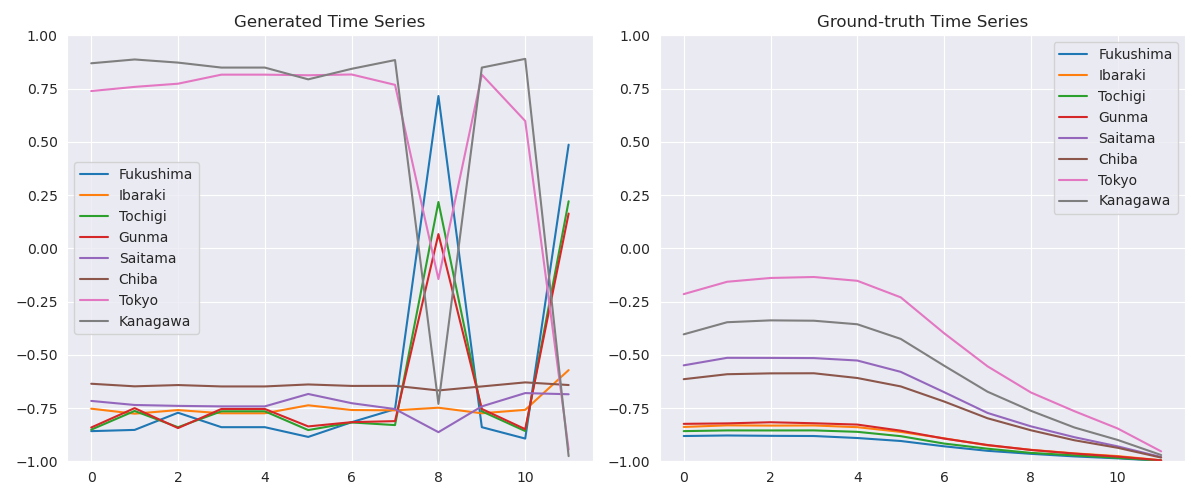 Generated Time Series
1.00
0.75
0.50
0.25
0.00
−0.25
−0.50
−0.75
−1.00
0 2 4 6 8 10
Fukushima
Ibaraki
Tochigi
Gunma
Saitama
Chiba
Tokyo
Kanagawa
Ground-truth Time Series
1.00
0.75
0.50
0.25
0.00
−0.25
−0.50
−0.75
−1.00
0 2 4 6 8 10
Fukushima
Ibaraki
Tochigi
Gunma
Saitama
Chiba
Tokyo
Kanagawa